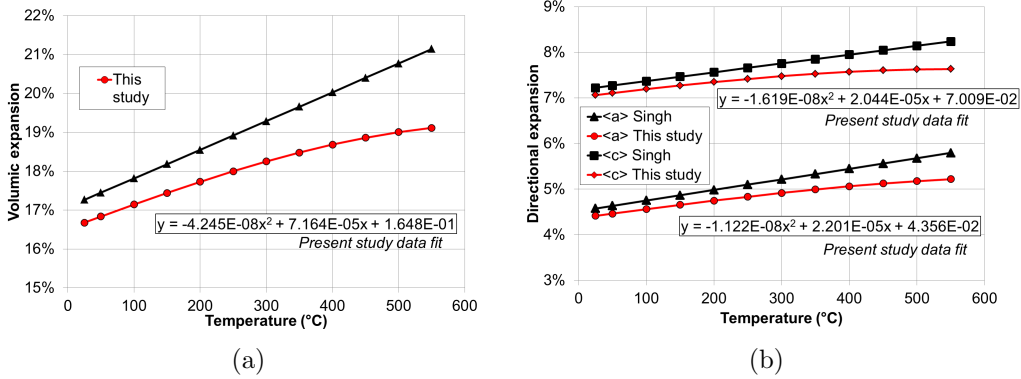 22%
21%
20%
19%
18%
17%
16%
15%
Volumic expansion
This
study
y = -4.245E-08x² + 7.164E-05x + 1.648E-01
Present study data fit
0 100 200 300 400 500 600
Temperature (°C)
(a)
9%
8%
7%
6%
5%
4%
3%
Directional expansion
y = -1.619E-08x² + 2.044E-05x + 7.009E-02
Present study data fit
<a> Singh
<a> This study
<c> Singh
<c> This study
y = -1.122E-08x² + 2.201E-05x + 4.356E-02
Present study data fit
0 100 200 300 400 500 600
Temperature (°C)
(b)